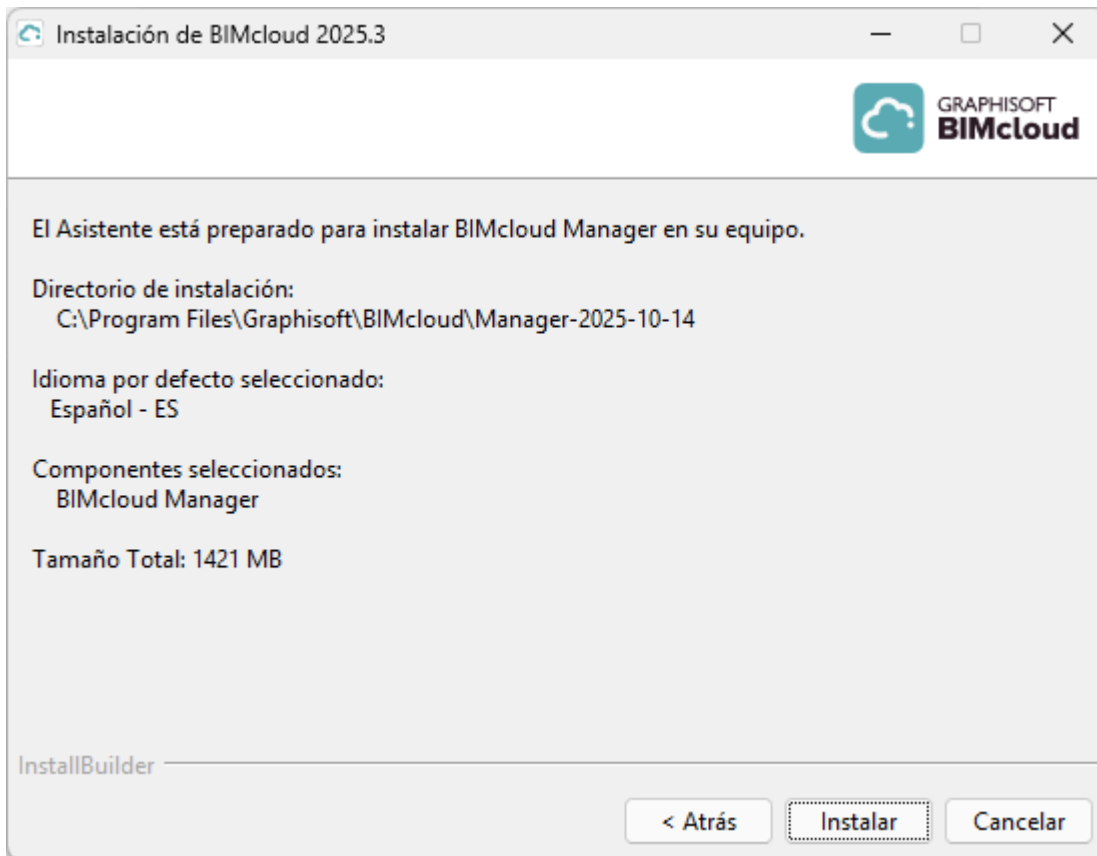 Instalación de BIMcloud 2025.3
GRAPHISOFT
BIMcloud
El Asistente está preparado para instalar BIMcloud Manager en su equipo.
Directorio de instalación:
C:\Program Files\Graphisoft\BIMcloud\Manager-2025-10-14
Idioma por defecto seleccionado:
Español - ES
Componentes seleccionados:
BIMcloud Manager
Tamaño Total: 1421 MB
InstallBuilder
< Atrás Instalar Cancelar